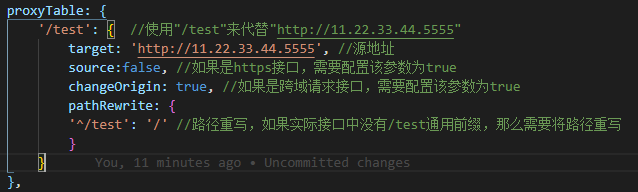 proxyTable: {
'/test': { //使用"/test"来代替"http://11.22.33.44.5555"
target: 'http://11.22.33.44.5555', //源地址
source:false, //如果是https接口，需要配置该参数为true
changeOrigin: true, //如果是跨域请求接口，需要配置该参数为true
pathRewrite: {
'^/test': '/' //路径重写，如果实际接口中没有/test通用前缀，那么需要将路径重写
}
} You, 11 minutes ago • Uncommitted changes
},